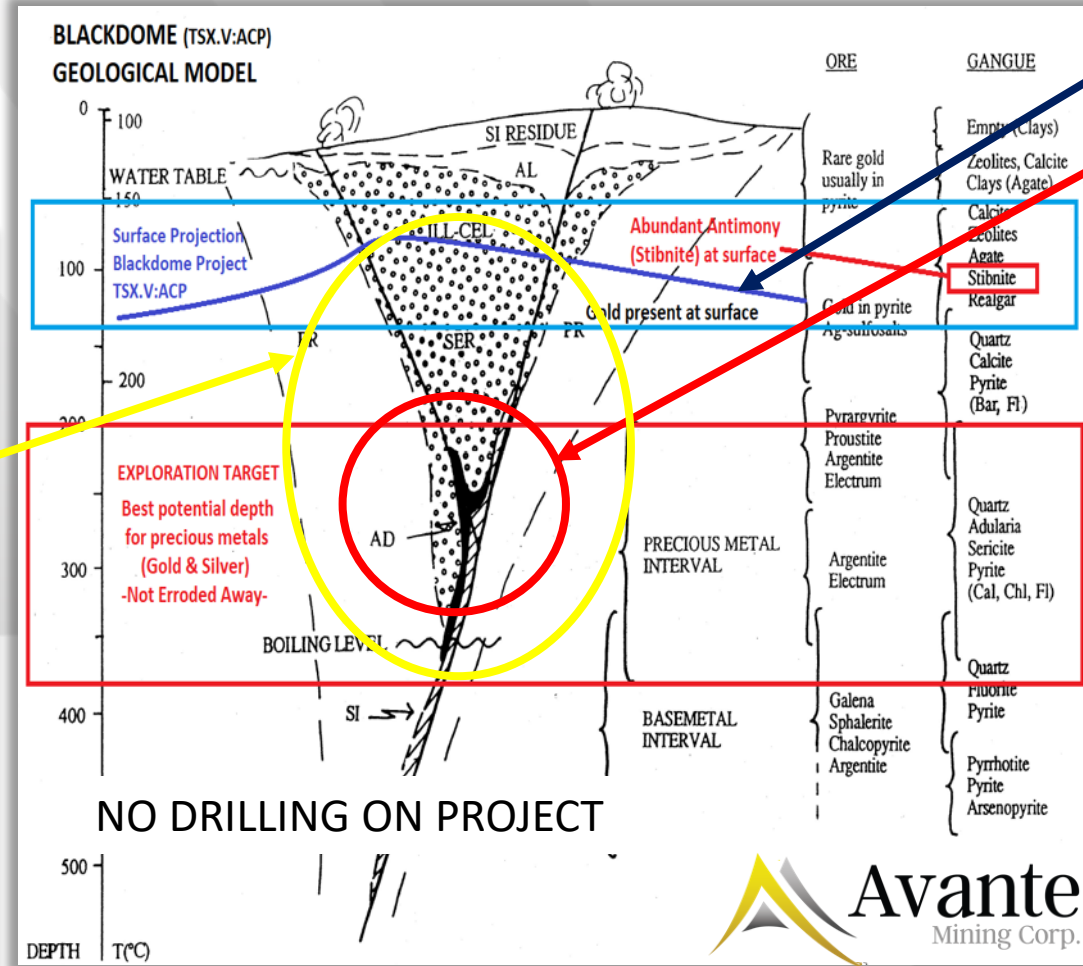 BLACKDOME (TSX.V:ACP)
GEOLOGICAL MODEL
ORE
GANGUE
0
100
SI RESIDUE
AL
WATER TABLE
150
Rare gold
usually in
pyrite
Empty (Clays)
Zeolites, Calcite
Clays (Agate)
Surface Projection
Blackdome Project
TSX.V:ACP
ILL-CEL
Abundant Antimony
(Stibnite) at surface
Calcite
Zeolites
Agate
Stibnite
Realgar
100
Gold present at surface
Gold in pyrite
Ag-sulfosalts
PR
SER
PR
Quartz
Calcite
Pyrite
(Bar, Fl)
200
200
Pyrargyrite
Proustite
Argentite
Electrum
EXPLORATION TARGET
Best potential depth
for precious metals
(Gold & Silver)
-Not Erroded Away-
AD
PRECIOUS METAL
INTERVAL
Argentite
Electrum
Quartz
Adularia
Sericite
Pyrite
(Cal, Chl, Fl)
300
BOILING LEVEL
Quartz
Fluorite
Pyrite
400
SI
BASEMETAL
INTERVAL
Galena
Sphalerite
Chalcopyrite
Argentite
Pyrrhotite
Pyrite
Arsenopyrite
NO DRILLING ON PROJECT
500
Avante
Mining Corp.
DEPTH
T(°C)